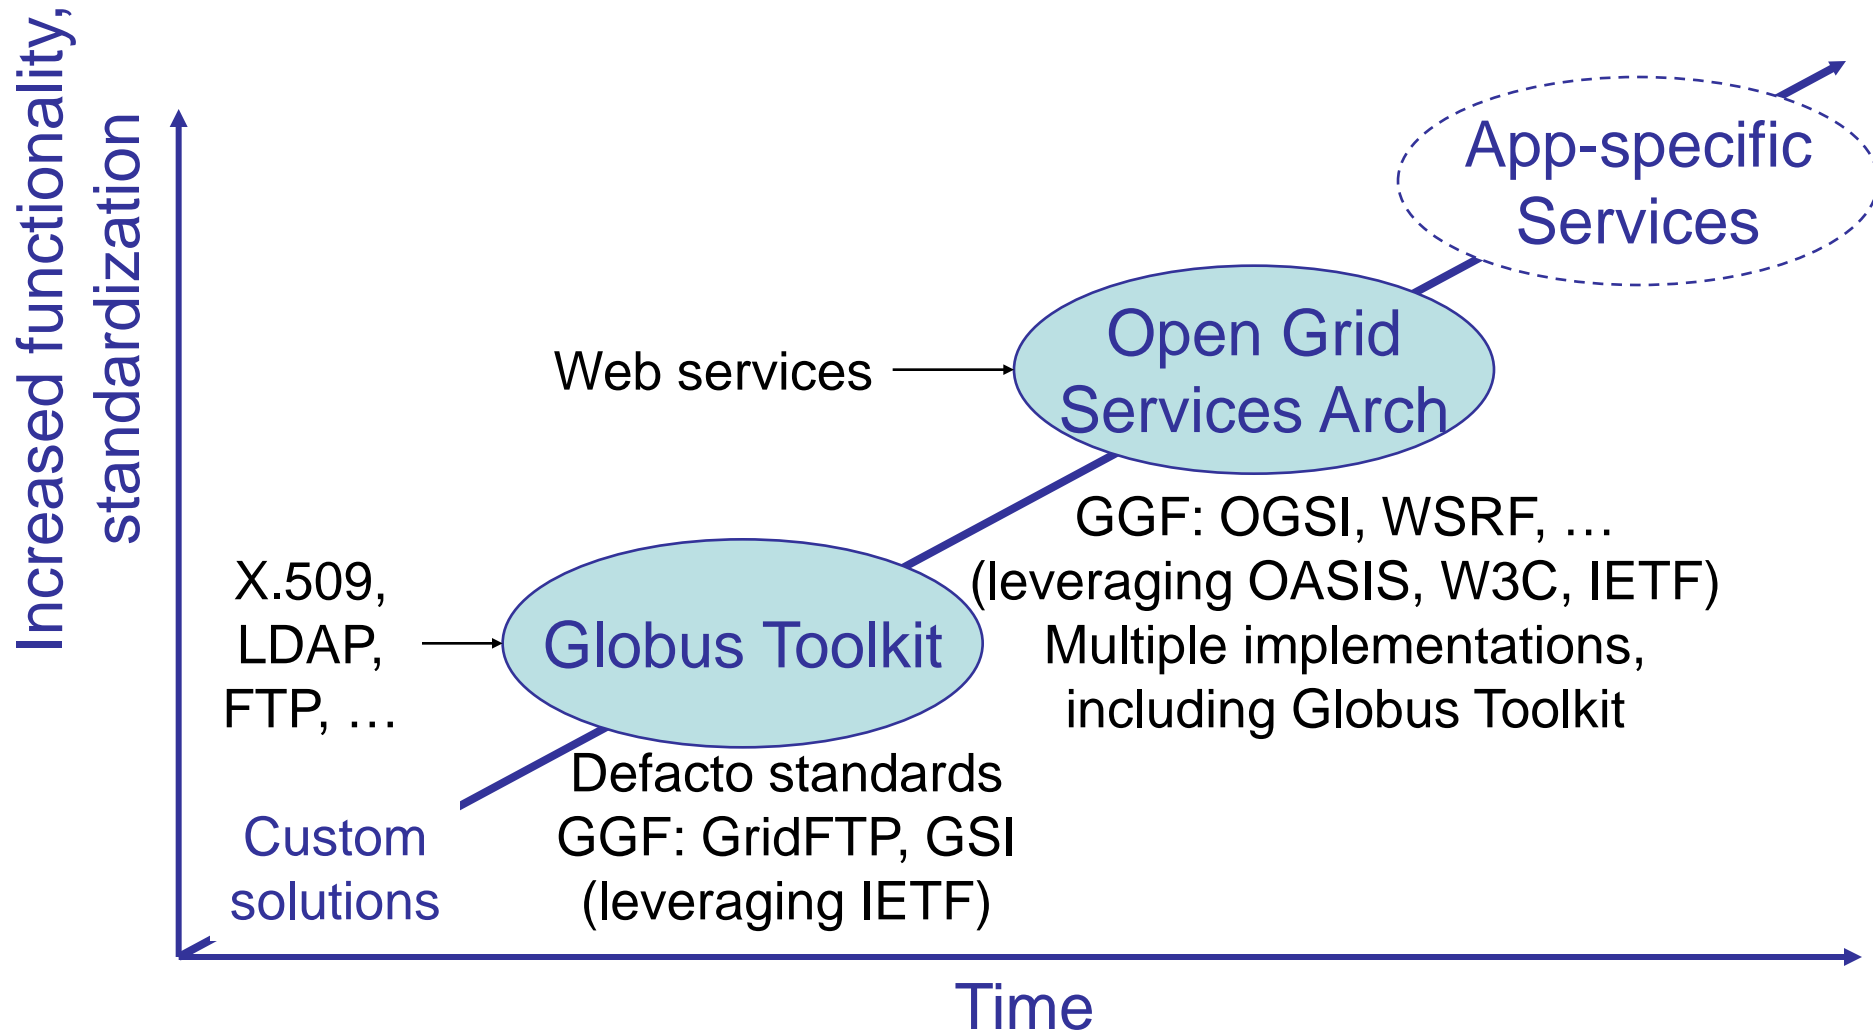 Increased functionality,
standardization
App-specific
Services
Open Grid
Services Arch
Web services
GGF: OGSI, WSRF, …
(leveraging OASIS, W3C, IETF)
Multiple implementations,
including Globus Toolkit
X.509,
LDAP,
FTP, …
Globus Toolkit
Defacto standards
GGF: GridFTP, GSI
(leveraging IETF)
Custom
solutions
Time